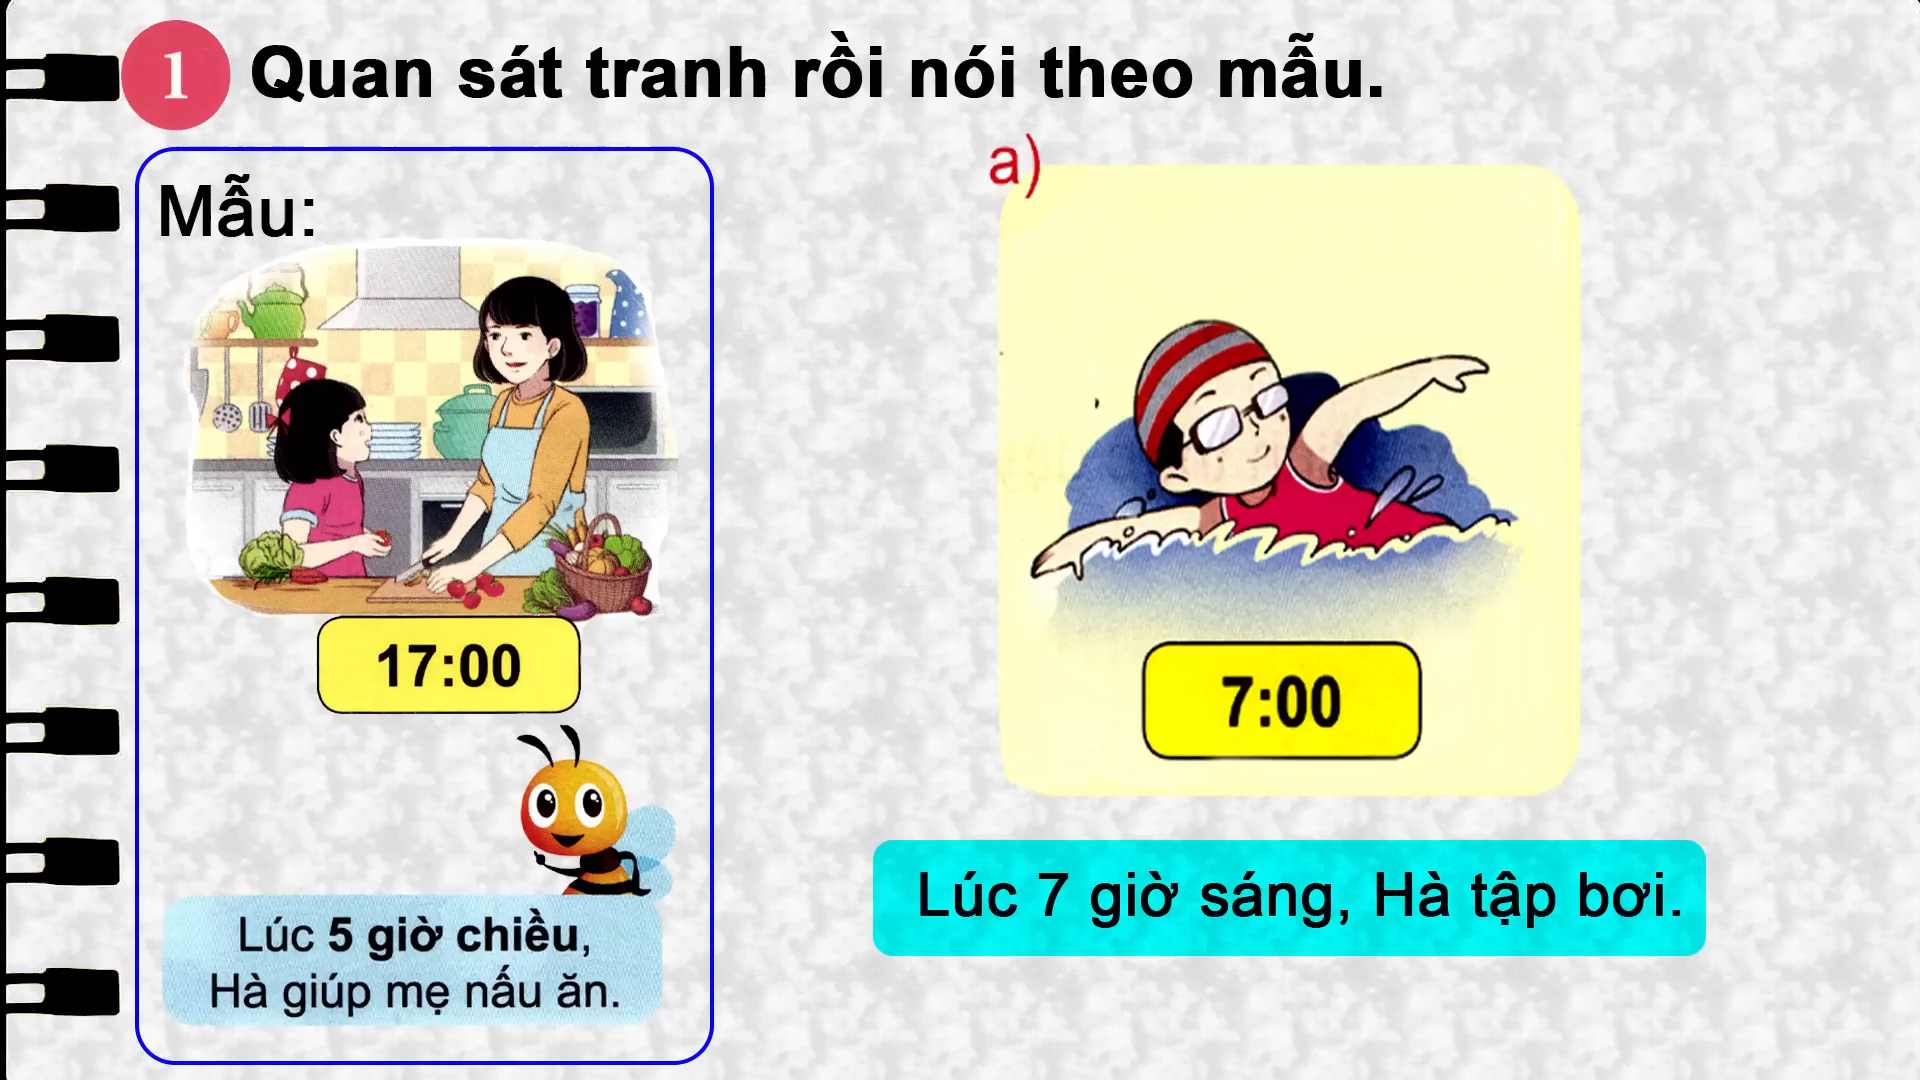 1 Quan sát tranh rồi nói theo mẫu.
Mẫu:
17:00
Lúc 5 giờ chiều,
Hà giúp mẹ nấu ăn.
a)
7:00
Lúc 7 giờ sáng, Hà tập bơi.